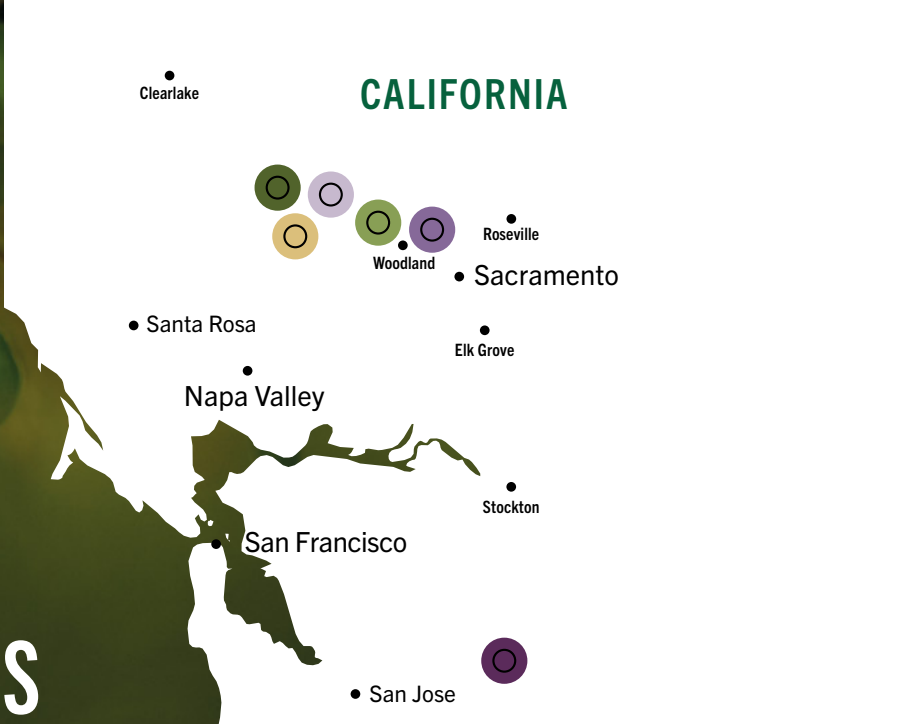 CALIFORNIA
Clearlake
Roseville
Woodland
Sacramento
Santa Rosa
Elk Grove
Napa Valley
Stockton
San Francisco
S
San Jose